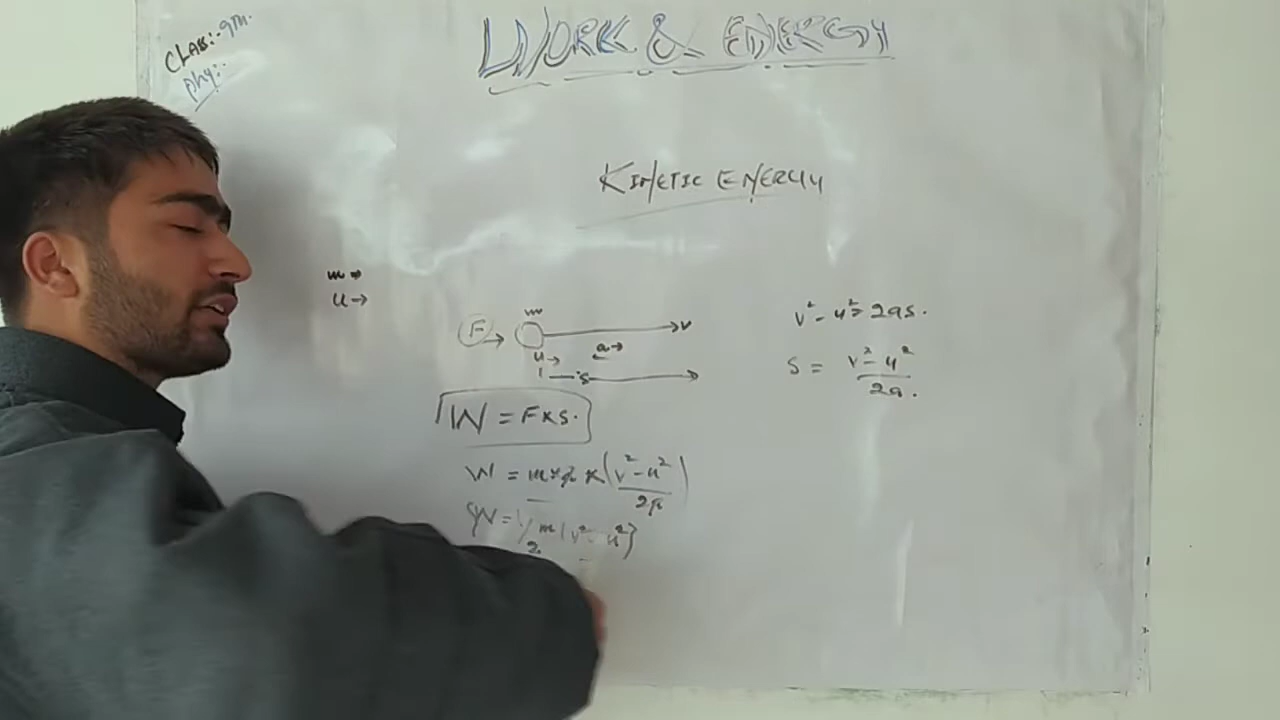 CLASS:- 9TH.
Phy:-
WORK & ENERGY
KINETIC ENERGY
m →
u →
m
F → v
u → a →
s
W = F x s.
W = m x a x (v² - u²)
2a
W = 1/2 m (v² - u²)
v² - u² = 2as.
s = v² - u²
2a.